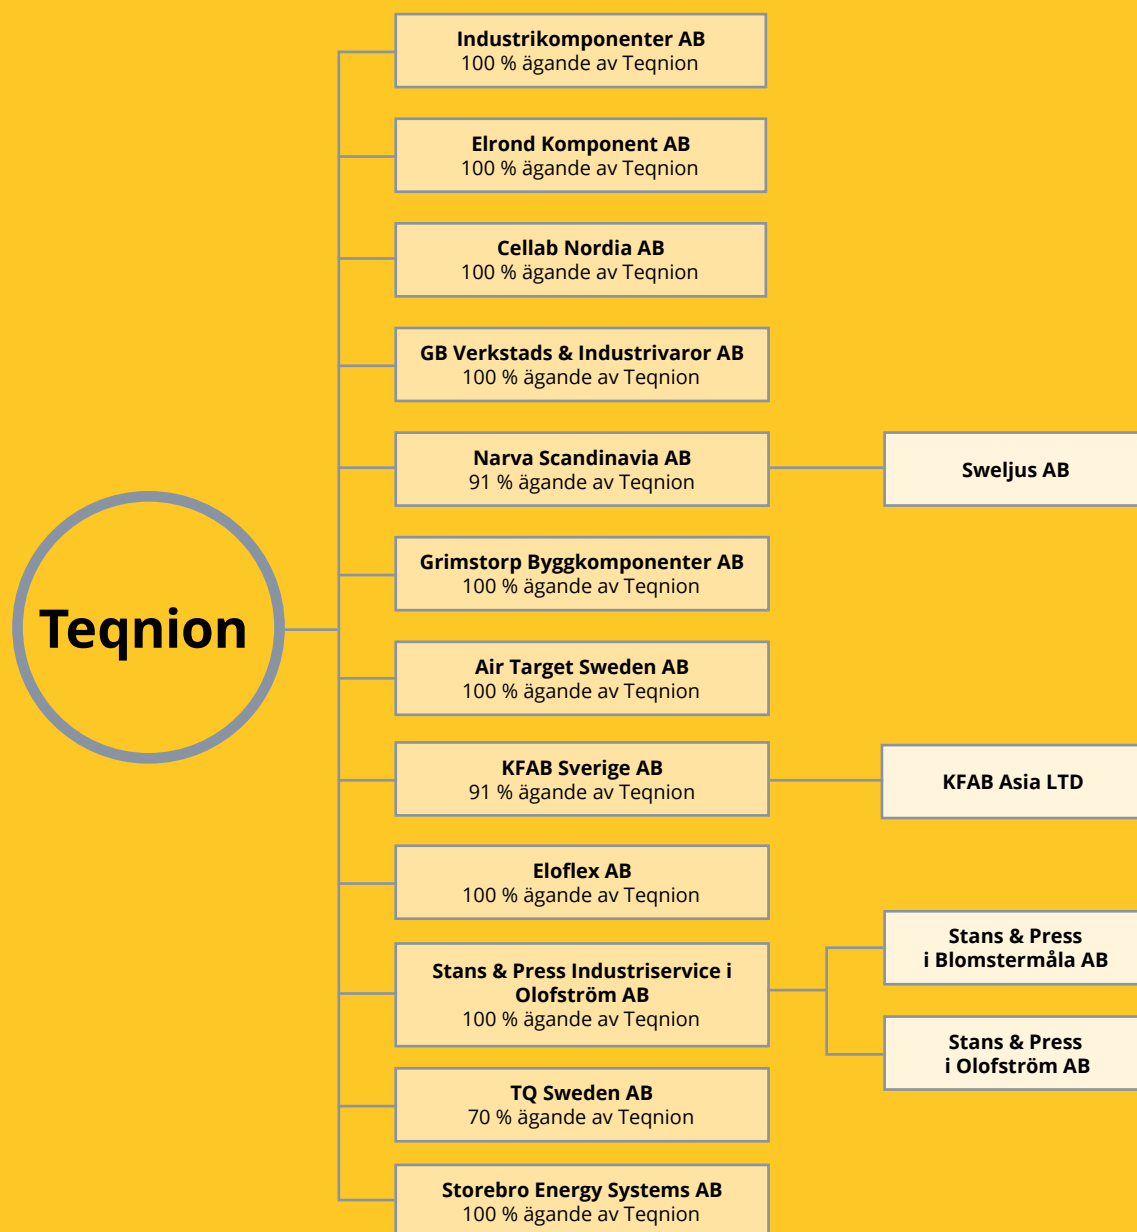 Industrikomponenter AB
100 % ägande av Teqnion
Elrond Komponent AB
100 % ägande av Teqnion
Cellab Nordia AB
100 % ägande av Teqnion
GB Verkstads & Industrivaror AB
100 % ägande av Teqnion
Narva Scandinavia AB
91 % ägande av Teqnion
Sweljus AB
Grimstorp Byggkomponenter AB
100 % ägande av Teqnion
Teqnion
Air Target Sweden AB
100 % ägande av Teqnion
KFAB Sverige AB
91 % ägande av Teqnion
KFAB Asia LTD
Eloflex AB
100 % ägande av Teqnion
Stans & Press Industriservice i
Olofström AB
100 % ägande av Teqnion
Stans & Press
i Blomstermåla AB
Stans & Press
i Olofström AB
TQ Sweden AB
70 % ägande av Teqnion
Storebro Energy Systems AB
100 % ägande av Teqnion